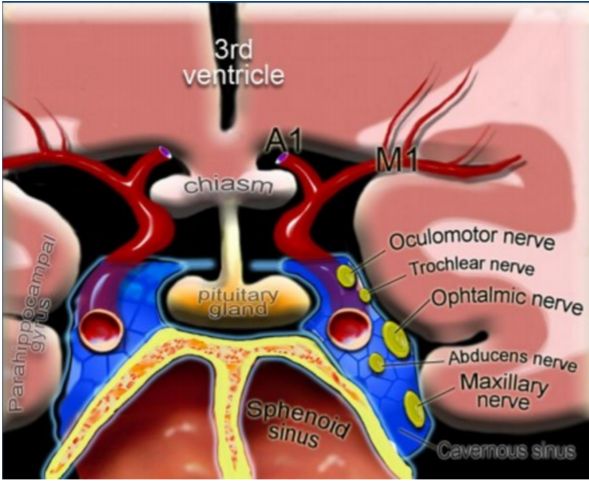 3rd
ventricle
A1
M1
chiasm
Oculomotor nerve
Trochlear nerve
Ophtalmic nerve
pituitary
gland
Parahippocampal
gyrus
Abducens nerve
Maxillary
nerve
Sphenoid
sinus
Cavernous sinus